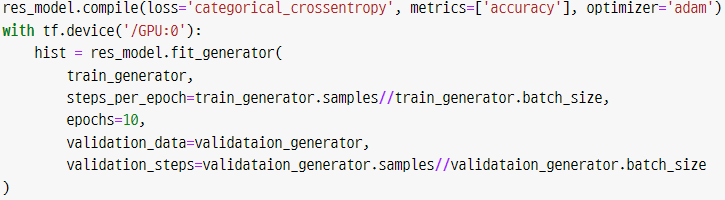 res_model.compile(loss='categorical_crossentropy', metrics=['accuracy'], optimizer='adam')
with tf.device('/GPU:0'):
    hist = res_model.fit_generator(
        train_generator,
        steps_per_epoch=train_generator.samples//train_generator.batch_size,
        epochs=10,
        validation_data=validataion_generator,
        validation_steps=validataion_generator.samples//validataion_generator.batch_size
)